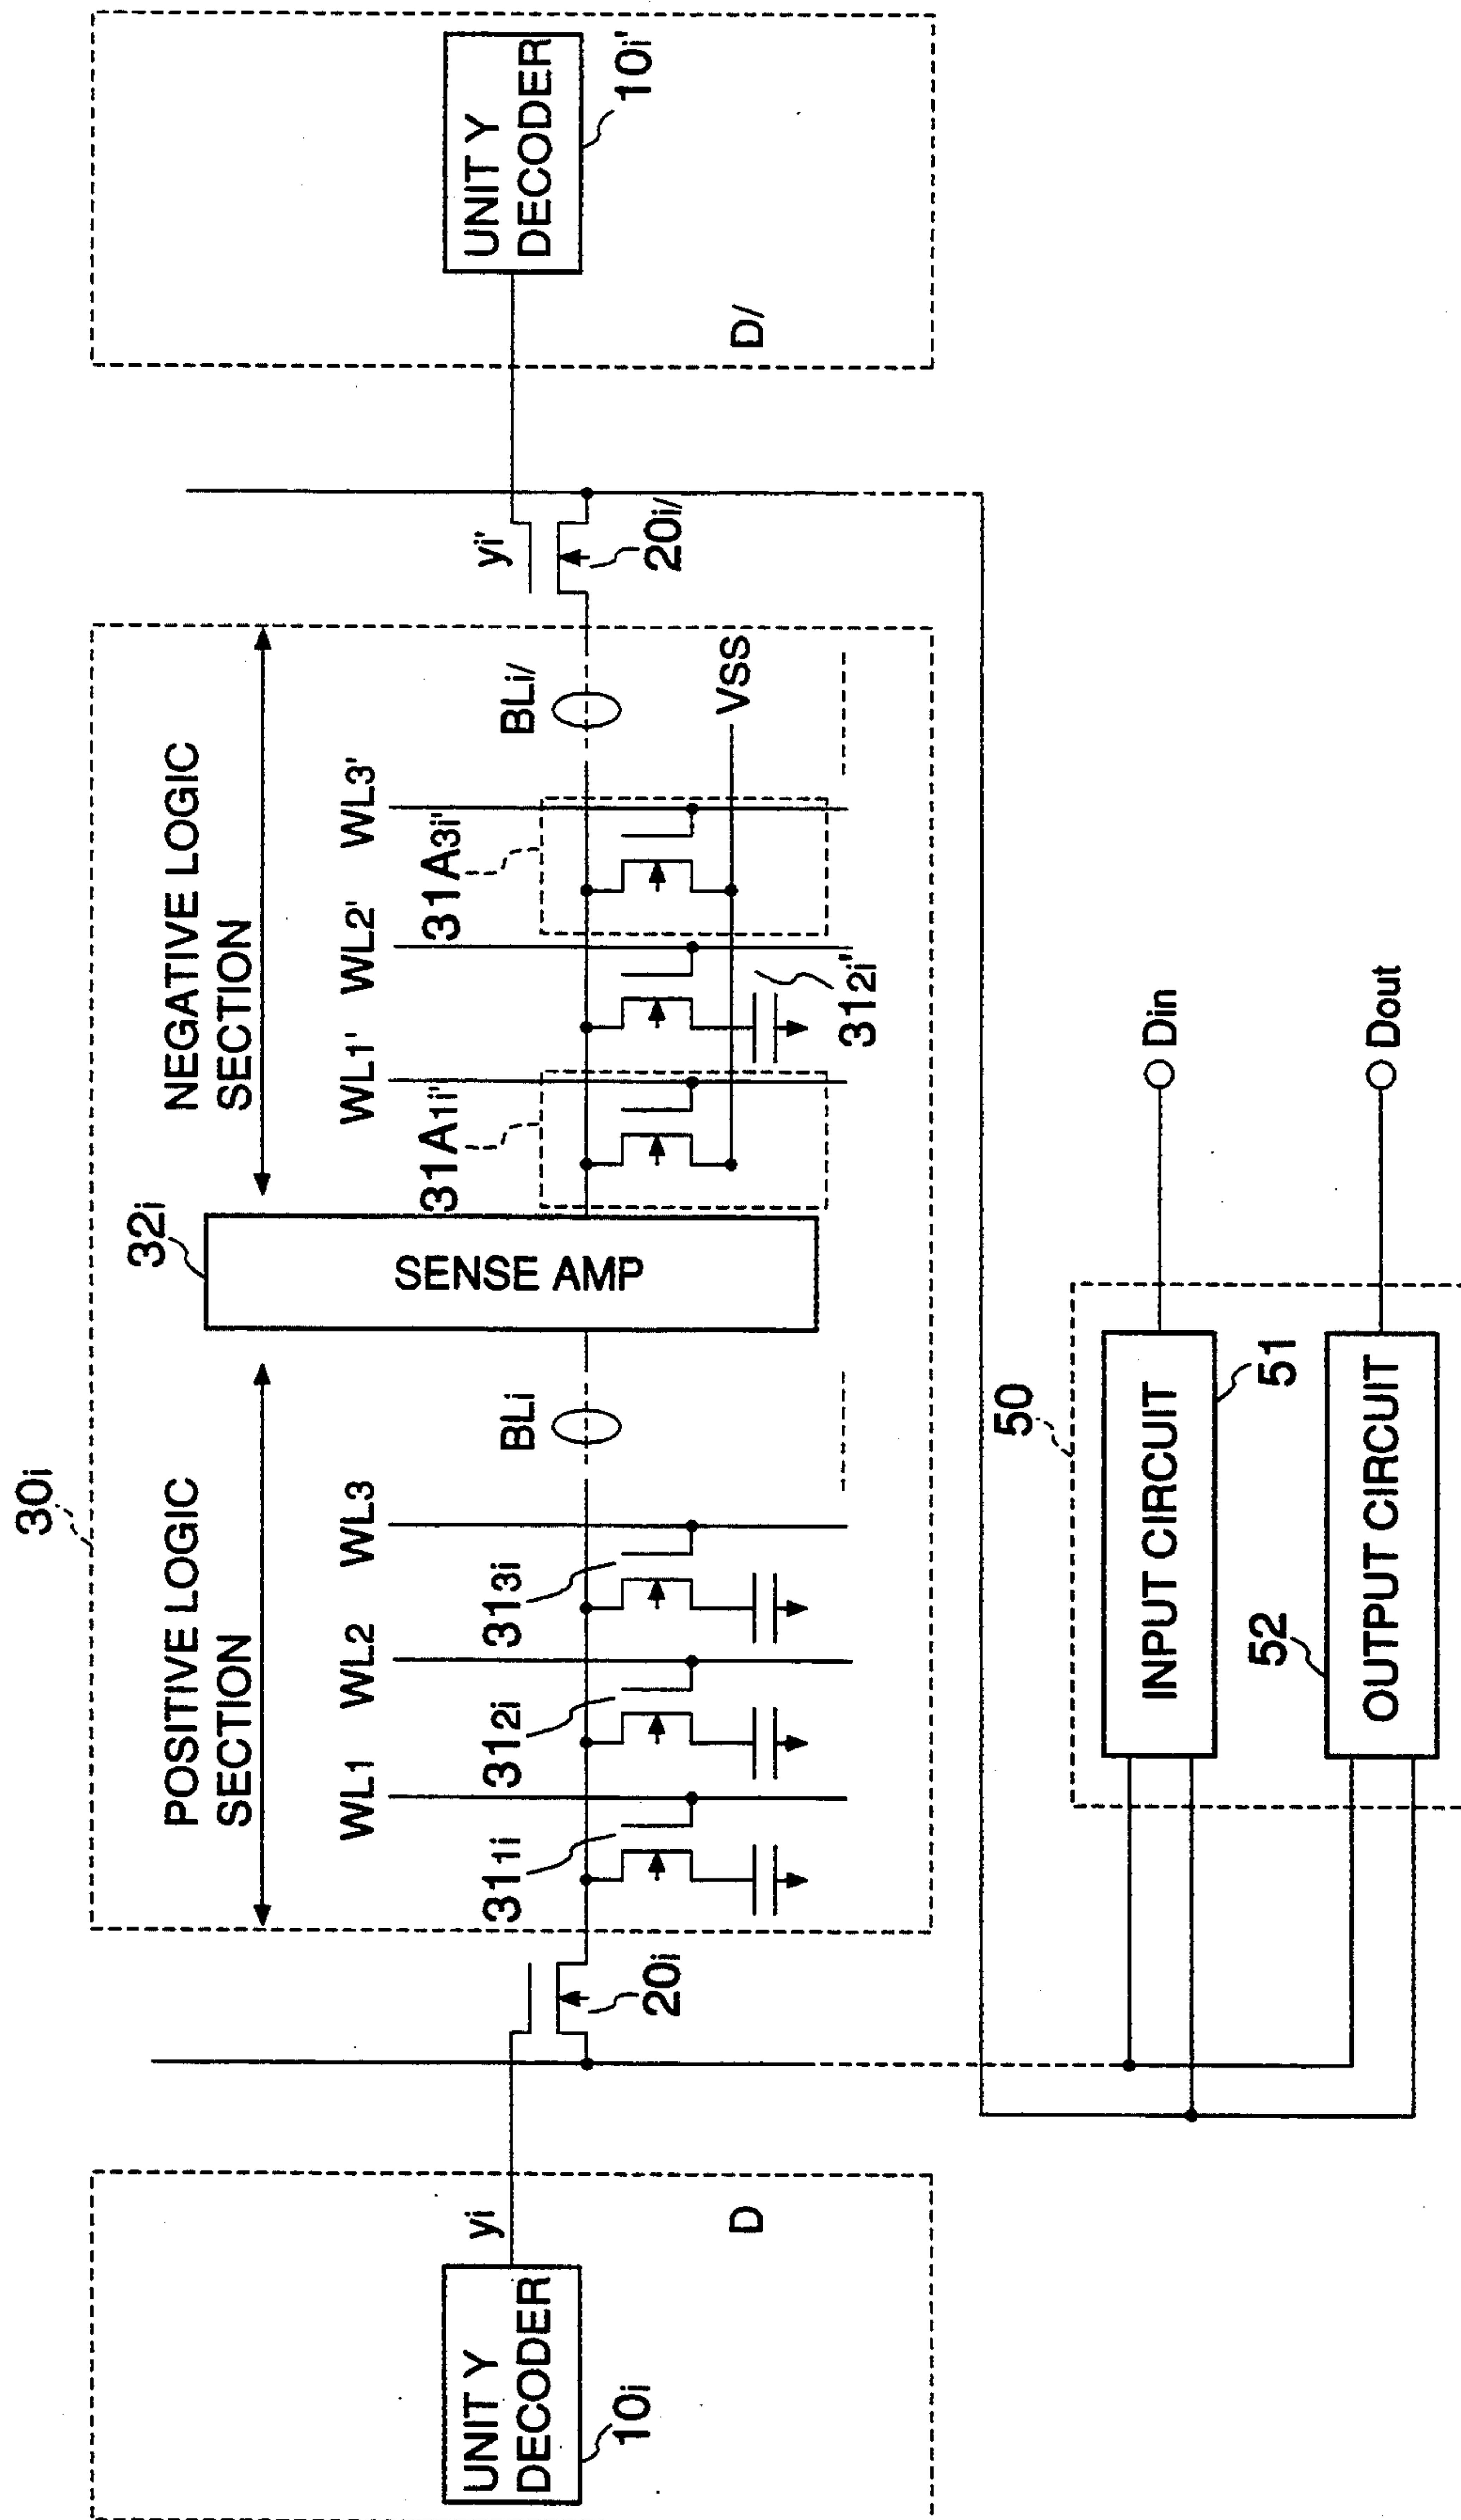 30i
POSITIVE LOGIC
SECTION
32i
NEGATIVE LOGIC
SECTION
WL1
WL2
WL3
WL1'
WL2'
WL3'
UNIT Y
DECODER
10i
yi
D
20i
311i
312i
313i
BLi
SENSE AMP
31A1i'
31A3i'
312i'
BLi/
VSS
yi'
20i/
D/
UNIT Y
DECODER
10i'
50
INPUT CIRCUIT
51
Din
52
OUTPUT CIRCUIT
Dout